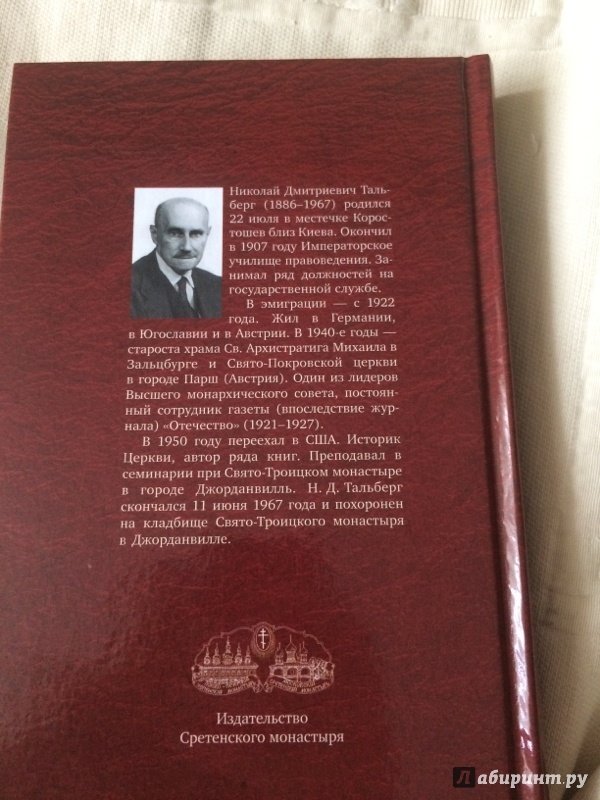 Николай Дмитриевич Таль-
берг (1886–1967) родился
22 июля в местечке Корос-
тошев близ Киева. Окончил
в 1907 году Императорское
училище правоведения. За-
нимал ряд должностей на
государственной службе.
В эмиграции — с 1922
года. Жил в Германии,
в Югославии и в Австрии. В 1940-е годы —
староста храма Св. Архистратига Михаила в
Зальцбурге и Свято-Покровской церкви
в городе Парш (Австрия). Один из лидеров
Высшего монархического совета, постоян-
ный сотрудник газеты (впоследствие жур-
нала) «Отечество» (1921–1927).
В 1950 году переехал в США. Историк
Церкви, автор ряда книг. Преподавал в
семинарии при Свято-Троицком монастыре
в городе Джорданвилль. Н. Д. Тальберг
скончался 11 июня 1967 года и похоронен
на кладбище Свято-Троицкого монастыря
в Джорданвилле.
Издательство
Сретенского монастыря
Лабиринт.ру